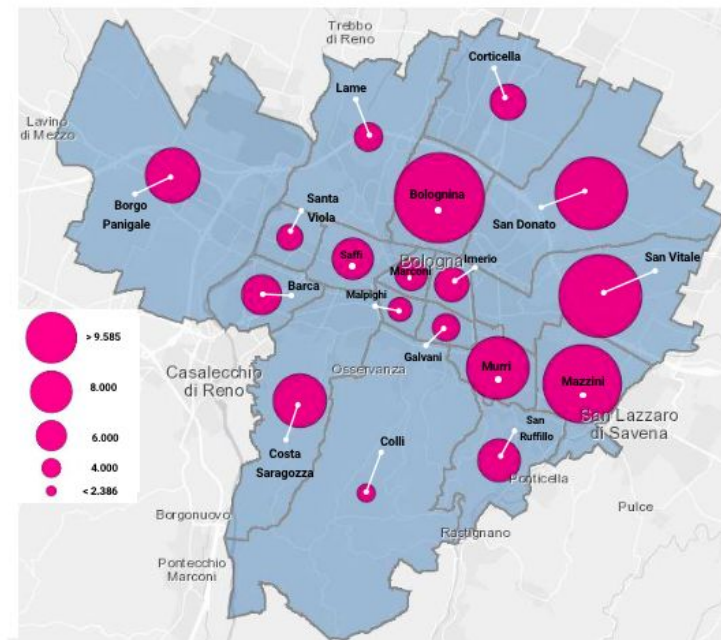 Trebbo
di Reno
Corticella
Lame
Lavino
di Mezzo
Borgo
Panigale
Santa
Viola
Bolognina
San Donato
San Vitale
Saffi
Bologna
Marconi
Irnerio
Barca
Malpighi
Galvani
> 9.585
8.000
6.000
4.000
< 2.386
Casalecchio
di Reno
Osservanza
Murri
Mazzini
San Lazzaro
di Savena
Costa
Saragozza
Colli
San
Ruffillo
Ponticella
Pulce
Borgonuovo
Rastignano
Pontecchio
Marconi